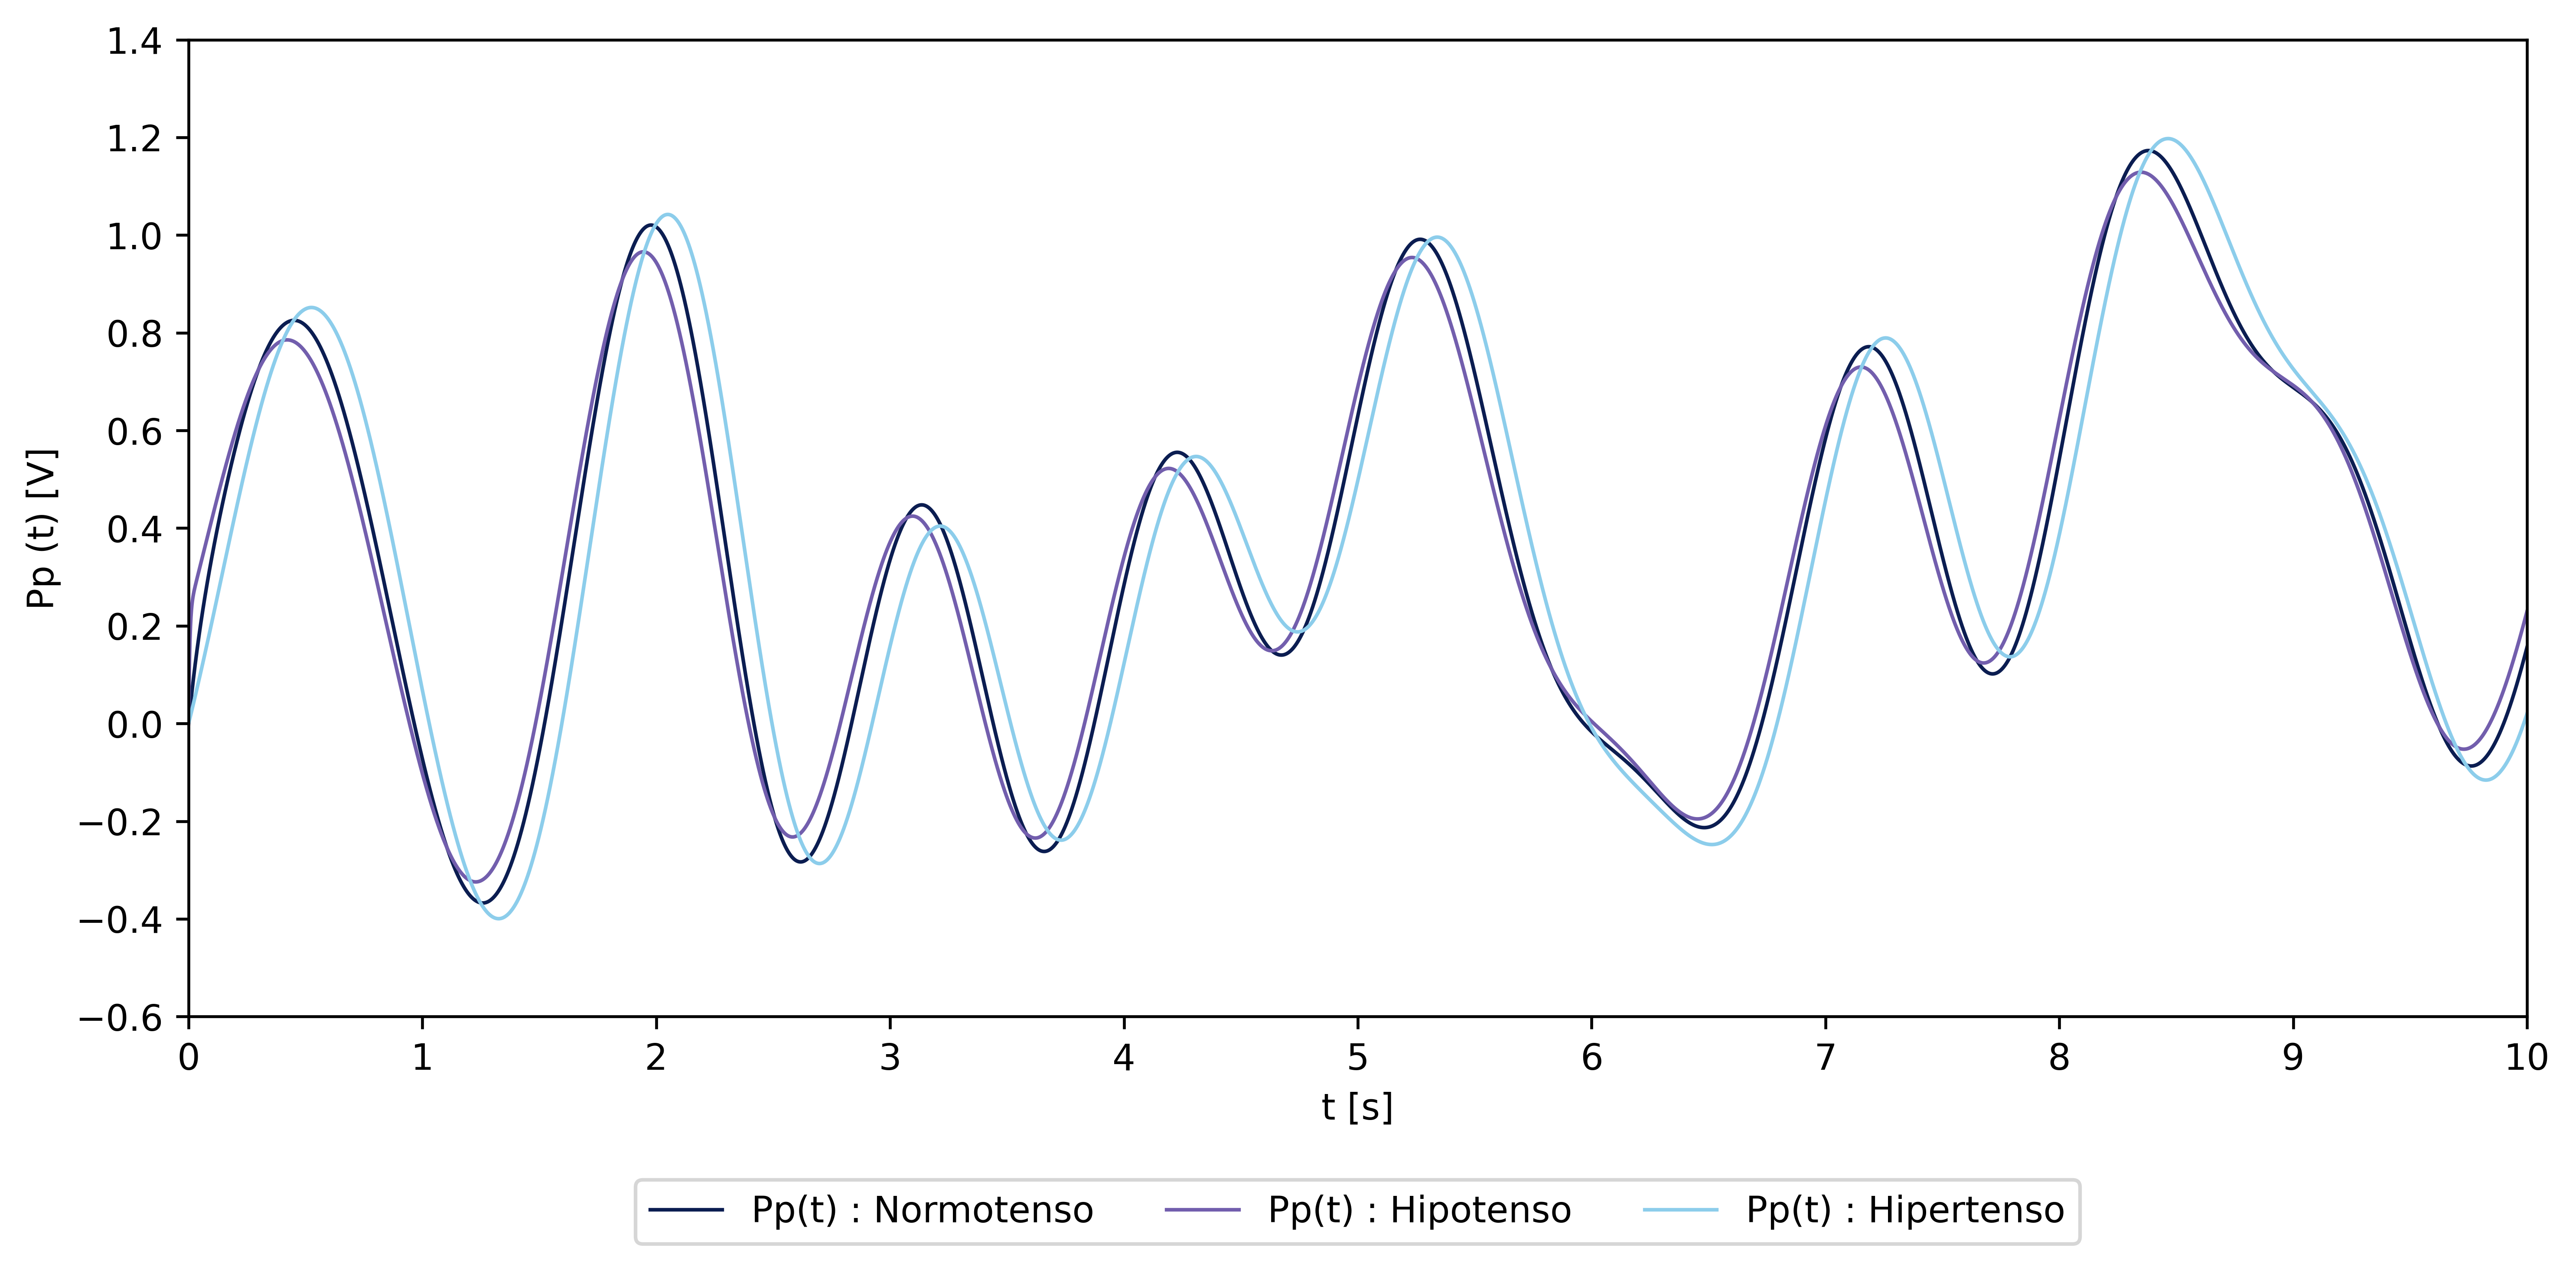 1.4
1.2
1.0
0.8
0.6
0.4
0.2
0.0
−0.2
−0.4
−0.6
Pp (t) [V]
0 1 2 3 4 5 6 7 8 9 10
t [s]
Pp(t) : Normotenso Pp(t) : Hipotenso Pp(t) : Hipertenso